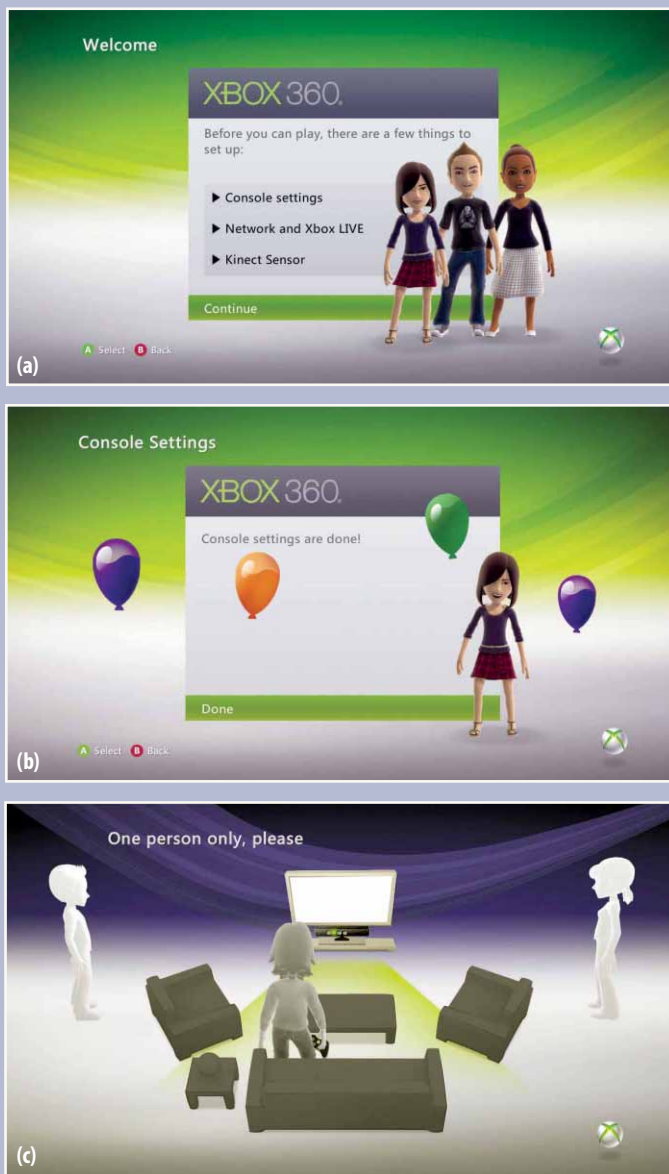 Welcome
XBOX 360.
Before you can play, there are a few things to
set up:
▶ Console settings
▶ Network and Xbox LIVE
▶ Kinect Sensor
Continue
A Select B Back
(a)
Console Settings
XBOX 360.
Console settings are done!
Done
A Select B Back
(b)
One person only, please
(c)